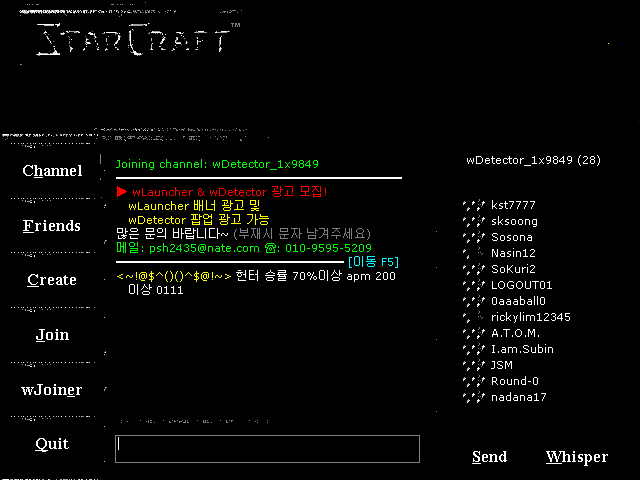 STARCRAFT™
Channel
Friends
Create
Join
wJoiner
Quit
Joining channel: wDetector_1x9849
▶ wLauncher & wDetector 광고 모집!
wLauncher 배너 광고 및
wDetector 팝업 광고 가능
많은 문의 바랍니다~ (부재시 문자 남겨주세요)
메일: psh2435@nate.com ☎: 010-9595-5209
[이동 F5]
<~!@$^()()^$@!~> 헌터 승률 70%이상 apm 200
이상 0111
wDetector_1x9849 (28)
kst7777
sksoong
Sosona
Nasin12
SoKuri2
LOGOUT01
0aaaball0
rickylim12345
A.T.O.M.
I.am.Subin
JSM
Round-0
nadana17
Send
Whisper